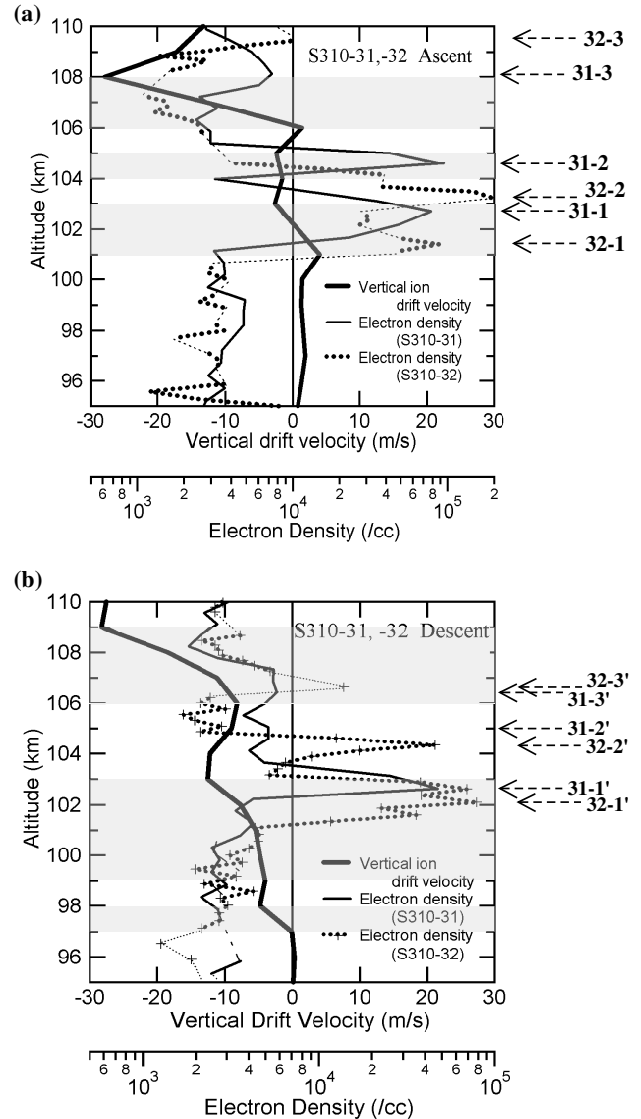 (a)
S310-31,-32 Ascent
110
108
106
104
102
100
98
96
Altitude (km)
32-3
31-3
31-2
32-2
31-1
32-1
Vertical ion
drift velocity
Electron density
(S310-31)
Electron density
(S310-32)
-30 -20 -10 0 10 20 30
Vertical drift velocity (m/s)
6 8 10³ 2 4 6 8 10⁴ 2 4 6 8 10⁵ 2
Electron Density (/cc)
(b)
S310-31, -32 Descent
110
108
106
104
102
100
98
96
Altitude (km)
32-3'
31-3'
31-2'
32-2'
31-1'
32-1'
Vertical ion
drift velocity
Electron density
(S310-31)
Electron density
(S310-32)
-30 -20 -10 0 10 20 30
Vertical Drift Velocity (m/s)
6 8 10³ 2 4 6 8 10⁴ 2 4 6 8 10⁵
Electron Density (/cc)